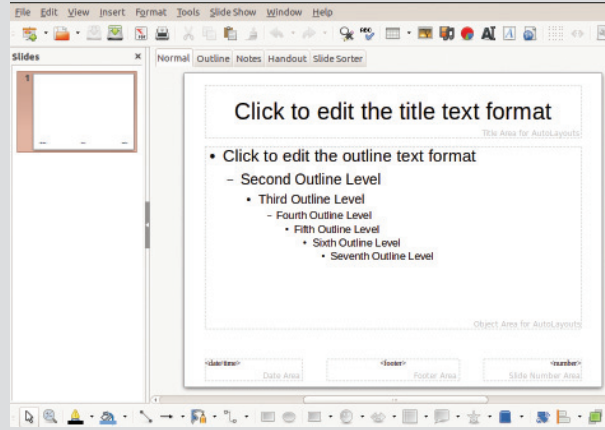 File Edit View Insert Format Tools Slide Show Window Help
Slides
Normal Outline Notes Handout Slide Sorter
1
Click to edit the title text format
Title Area for AutoLayouts
• Click to edit the outline text format
– Second Outline Level
• Third Outline Level
– Fourth Outline Level
• Fifth Outline Level
• Sixth Outline Level
• Seventh Outline Level
Object Area for AutoLayouts
<date/time> <footer> <number>
Date Area Footer Area Slide Number Area